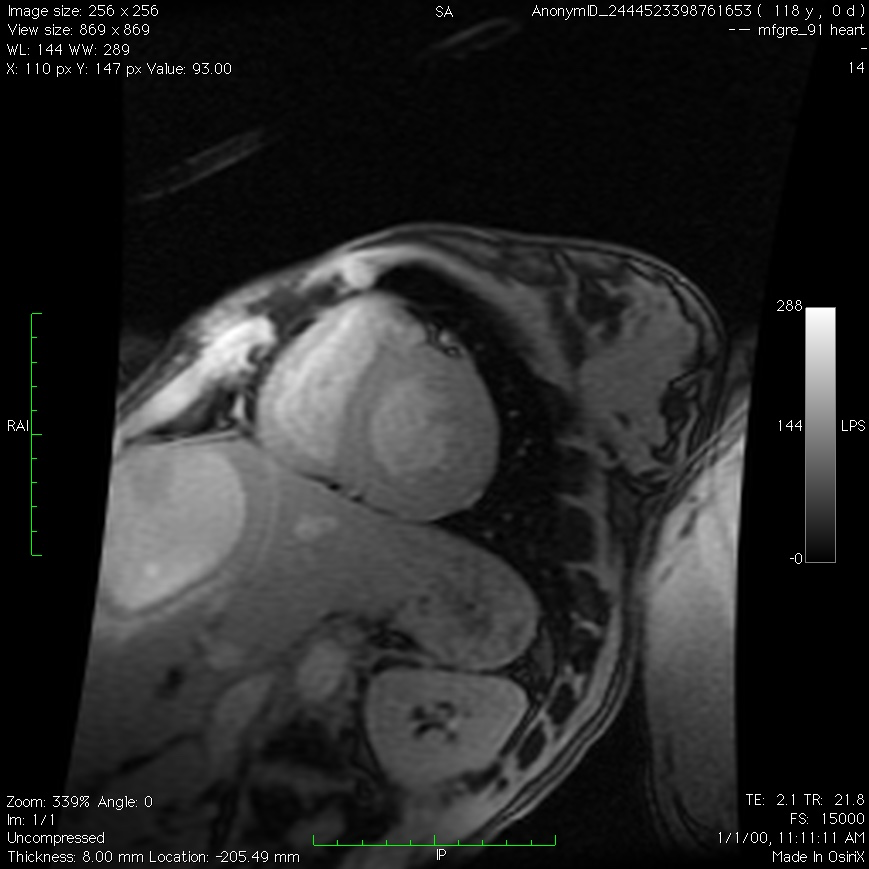 Image size: 256 x 256
View size: 869 x 869
WL: 144 WW: 289
X: 110 px Y: 147 px Value: 93.00
SA
AnonymID_24445233987​61653 ( 118 y , 0 d )
--- mfgre_91 heart
-
14
RAI
288
144
-0
LPS
Zoom: 339% Angle: 0
Im: 1/1
Uncompressed
Thickness: 8.00 mm Location: -205.49 mm
IP
TE: 2.1 TR: 21.8
FS: 15000
1/1/00, 11:11:11 AM
Made In OsiriX